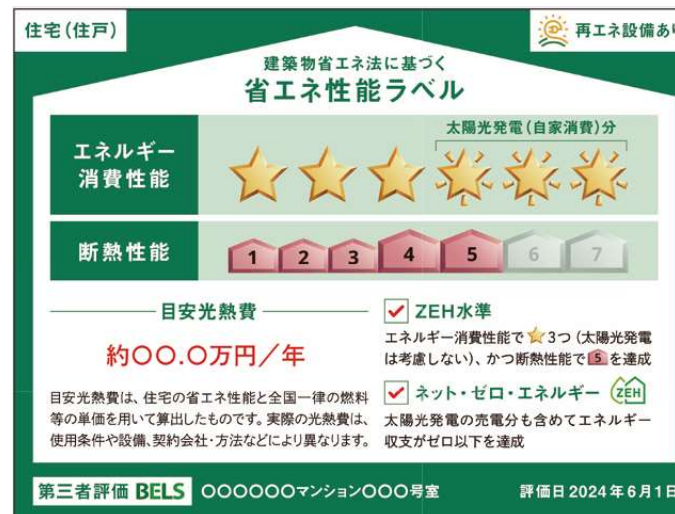 住宅(住戸)
再エネ設備あり
建築物省エネ法に基づく
省エネ性能ラベル
太陽光発電(自家消費)分
エネルギー
消費性能
断熱性能
1 2 3 4 5 6 7
目安光熱費
約〇〇.〇万円/年
目安光熱費は、住宅の省エネ性能と全国一律の燃料
等の単価を用いて算出したものです。実際の光熱費は、
使用条件や設備、契約会社・方法などにより異なります。
ZEH水準
エネルギー消費性能で⭐3つ(太陽光発電
は考慮しない)、かつ断熱性能で5を達成
ネット・ゼロ・エネルギー ZEH
太陽光発電の売電分も含めてエネルギー
収支がゼロ以下を達成
第三者評価 BELS 〇〇〇〇〇〇マンション〇〇〇号室 評価日2024年6月1日